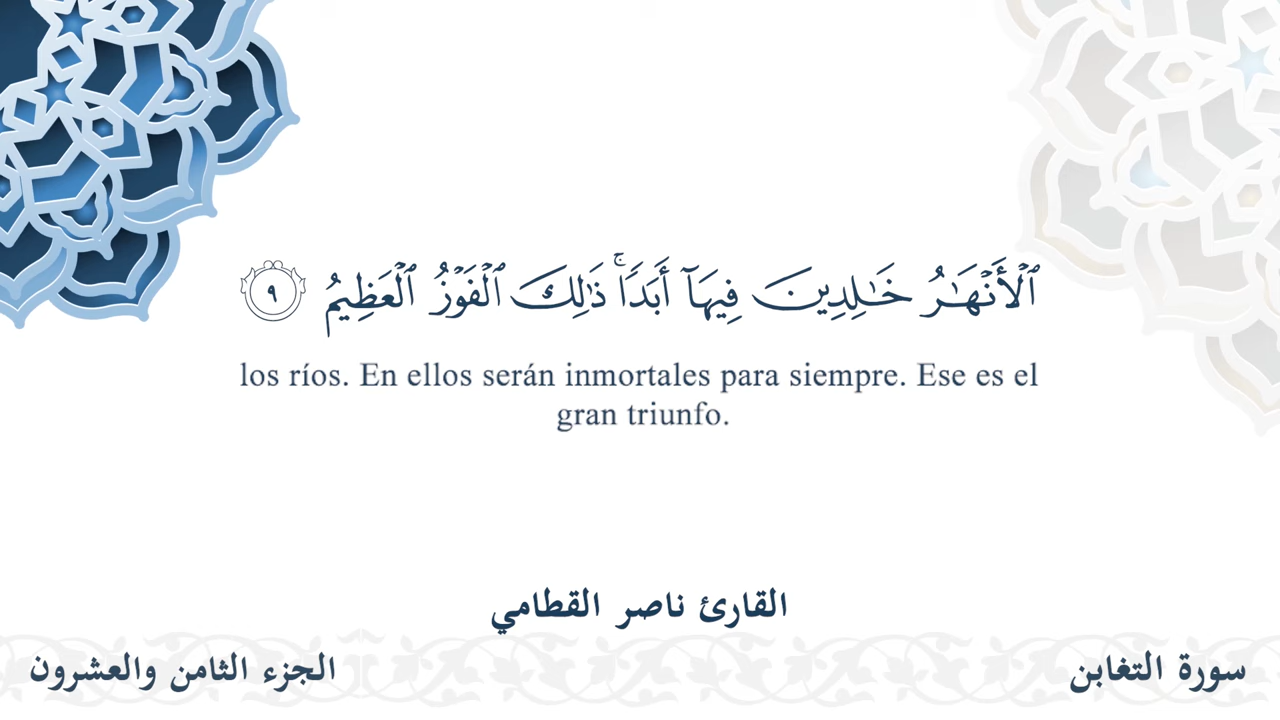 ٱلْأَنْهَـٰرُ خَـٰلِدِينَ فِيهَآ أَبَدًۭا ۚ ذَٰلِكَ ٱلْفَوْزُ ٱلْعَظِيمُ ٩
los ríos. En ellos serán inmortales para siempre. Ese es el
gran triunfo.
القارئ ناصر القطامي
سورة التغابن
الجزء الثامن والعشرون